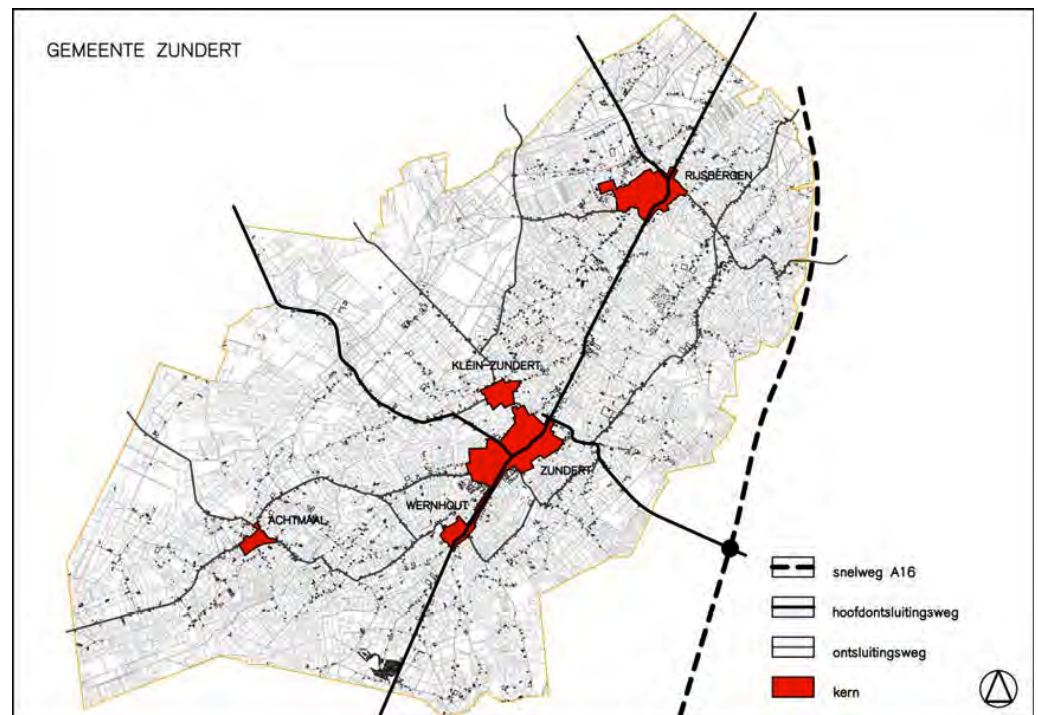 GEMEENTE ZUNDERT
RIJSBERGEN
KLEIN-ZUNDERT
ZUNDERT
WERNHOUT
ACHTMAAL
snelweg A16
hoofdontsluitingsweg
ontsluitingsweg
kern